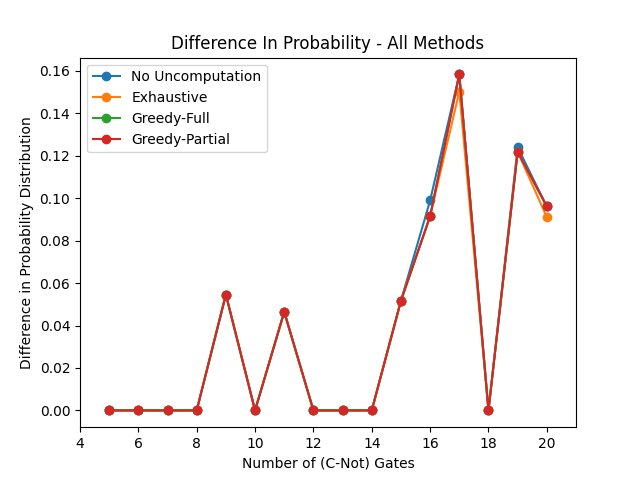 Difference In Probability - All Methods
No Uncomputation
Exhaustive
Greedy-Full
Greedy-Partial
Difference in Probability Distribution
0.16
0.14
0.12
0.10
0.08
0.06
0.04
0.02
0.00
4 6 8 10 12 14 16 18 20
Number of (C-Not) Gates